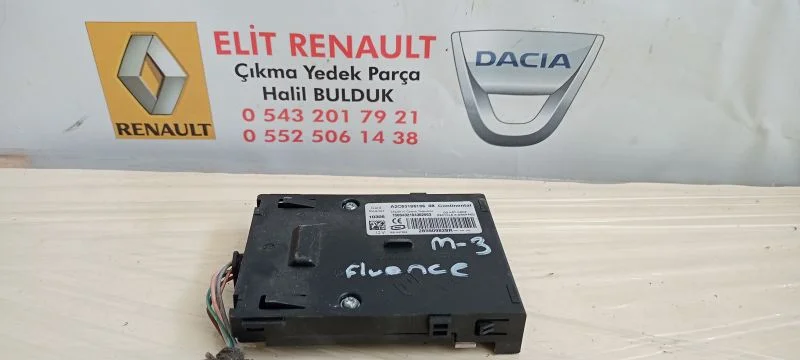 ELİT RENAULT
Çıkma Yedek Parça
Halil BULDUK
0 543 201 79 21
0 552 506 14 38
RENAULT
DACIA
Continental
12 V
M-3
Fluence